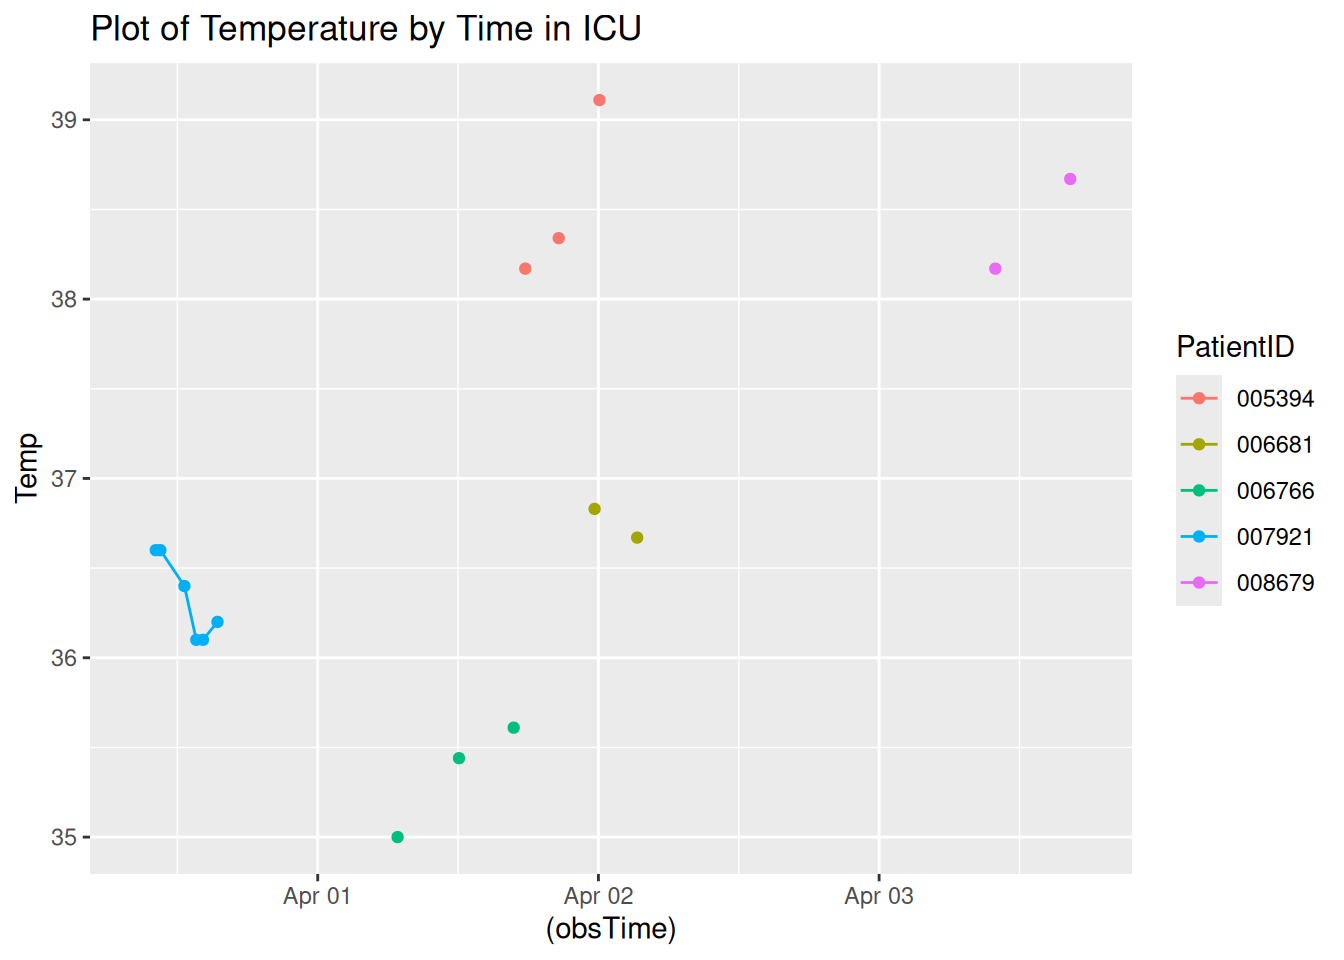 Plot of Temperature by Time in ICU
39
38
37
36
35
Temp
Apr 01
Apr 02
Apr 03
(obsTime)
PatientID
005394
006681
006766
007921
008679